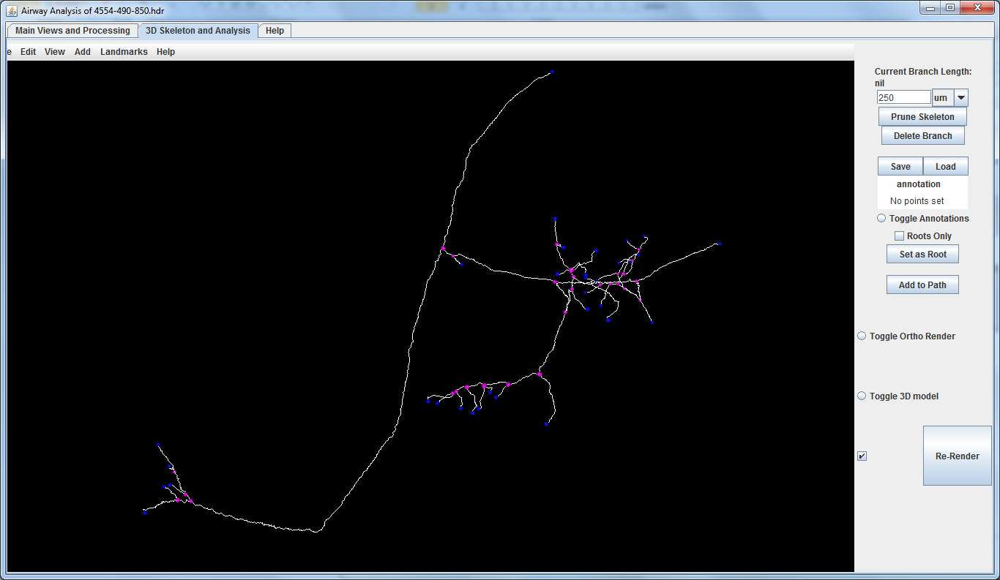 Airway Analysis of 4554-490-850.hdr
Main Views and Processing 3D Skeleton and Analysis Help
e Edit View Add Landmarks Help
Current Branch Length:
nil
250 um
Prune Skeleton
Delete Branch
Save Load
annotation
No points set
Toggle Annotations
Roots Only
Set as Root
Add to Path
Toggle Ortho Render
Toggle 3D model
Re-Render